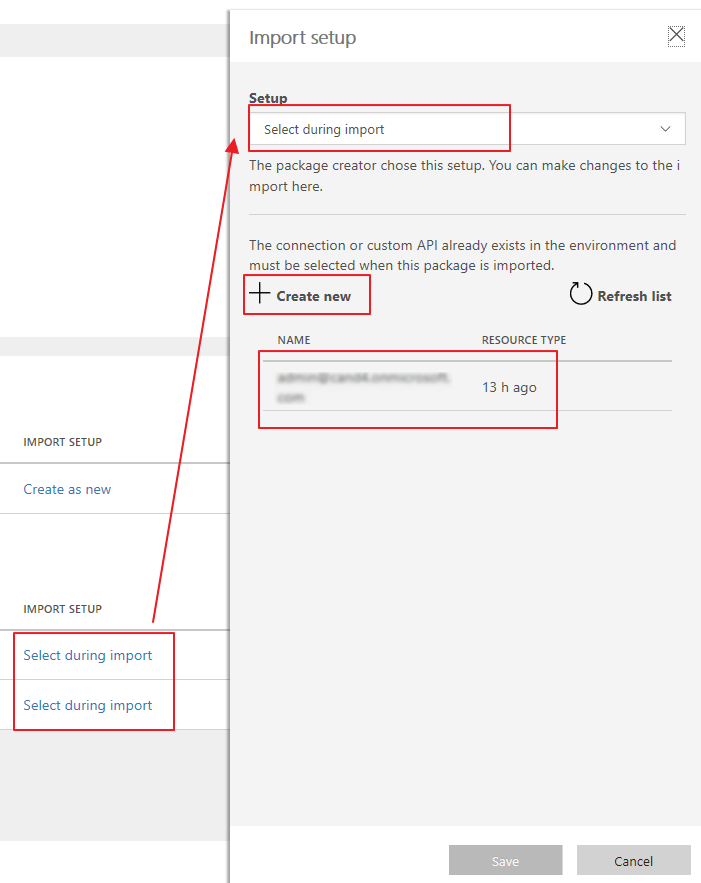 Import setup
Setup
Select during import
The package creator chose this setup. You can make changes to the i
mport here.
The connection or custom API already exists in the environment and
must be selected when this package is imported.
Create new
Refresh list
NAME
RESOURCE TYPE
13 h ago
IMPORT SETUP
Create as new
IMPORT SETUP
Select during import
Select during import
Save
Cancel